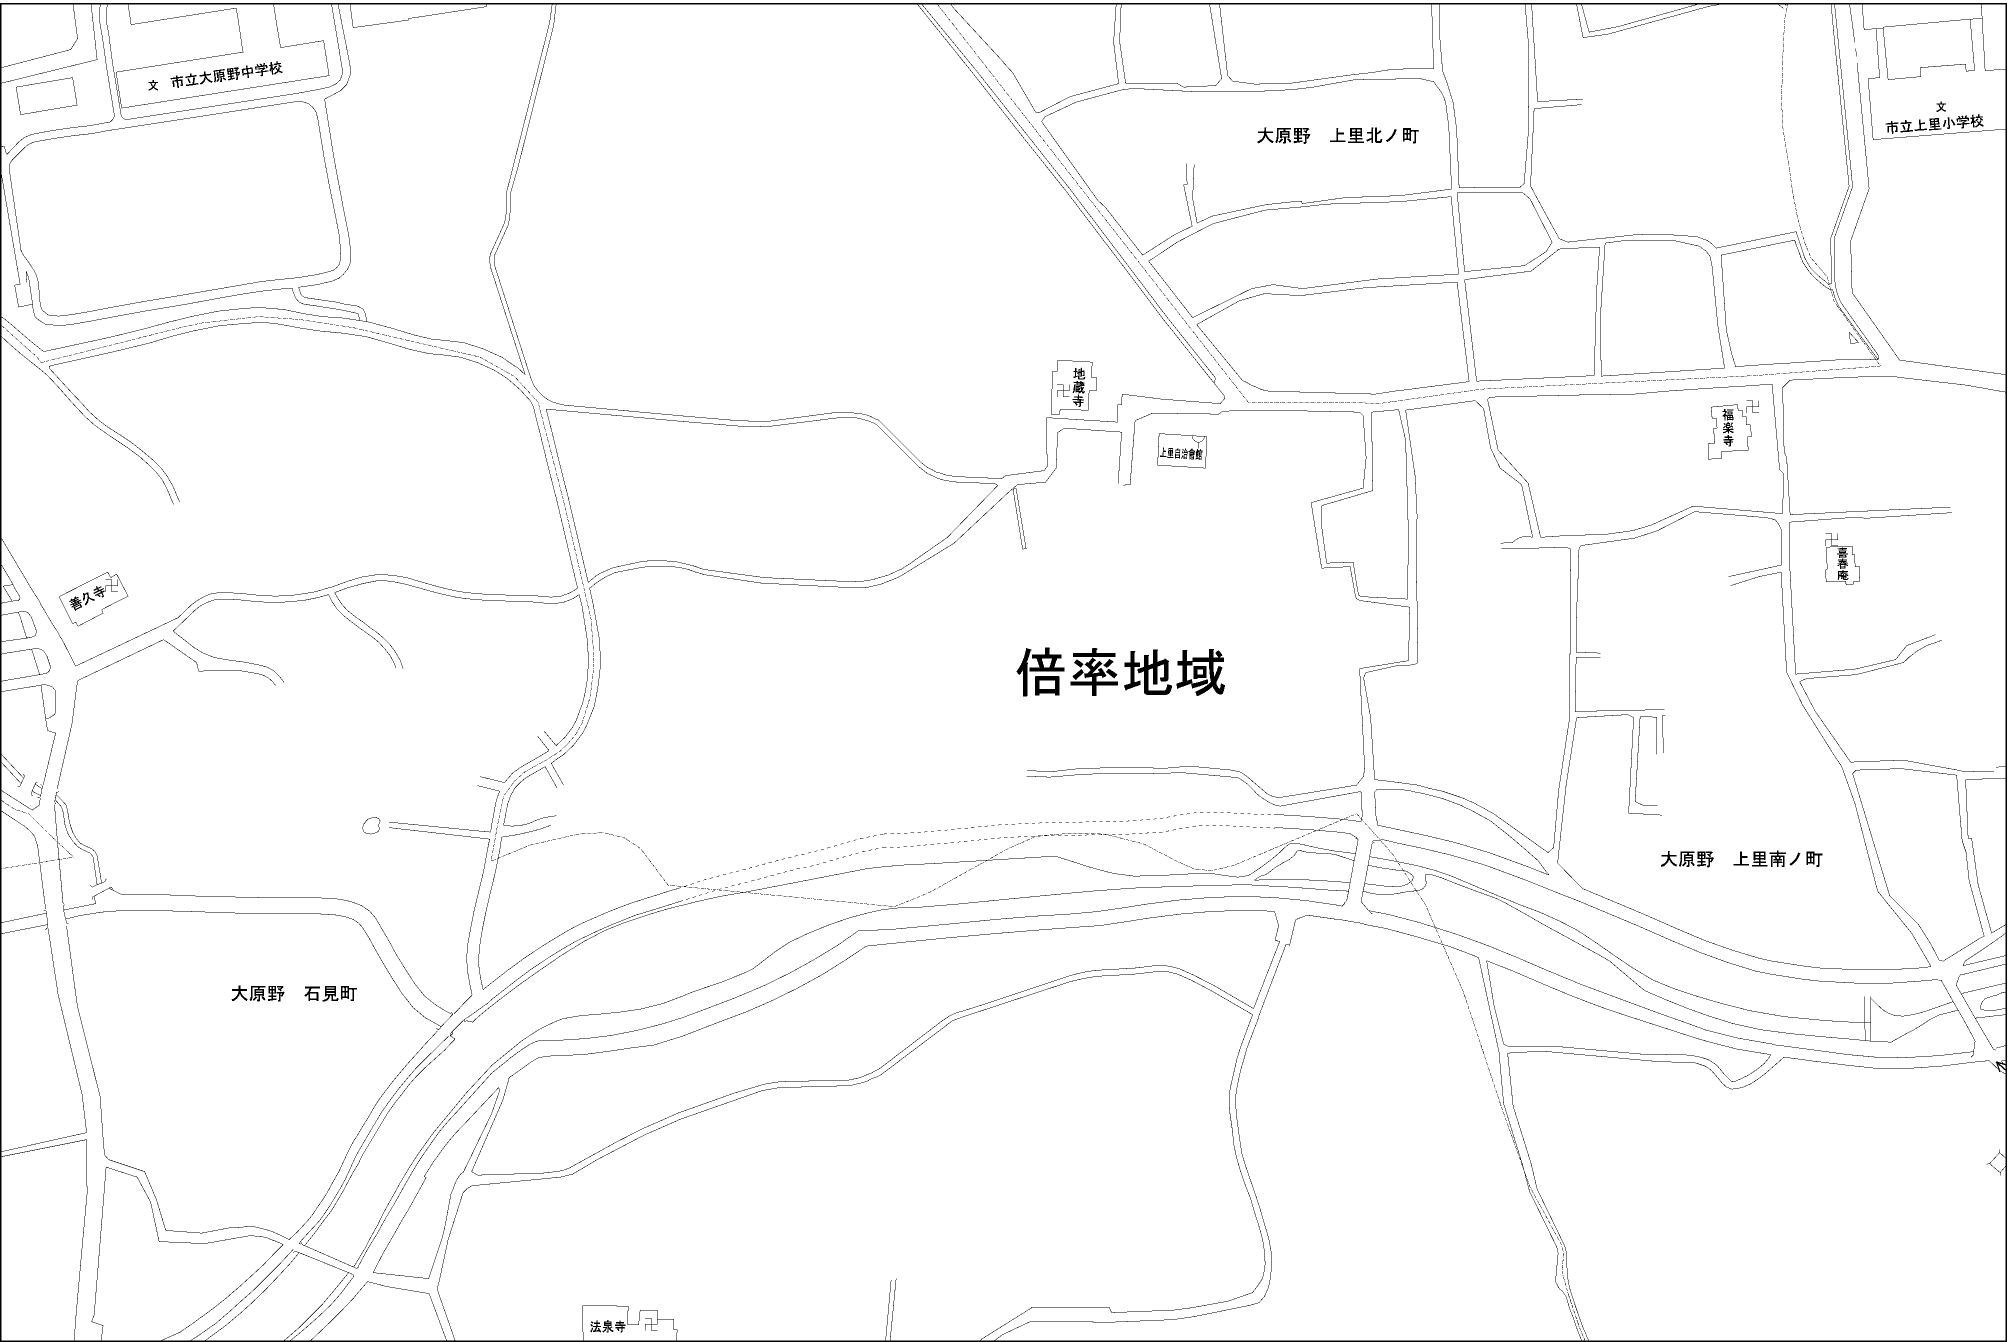 文 市立大原野中学校
文
市立上里小学校
大原野 上里北ノ町
地蔵寺
上里自治會館
福楽寺
喜春庵
善久寺
倍率地域
大原野 上里南ノ町
大原野 石見町
法泉寺